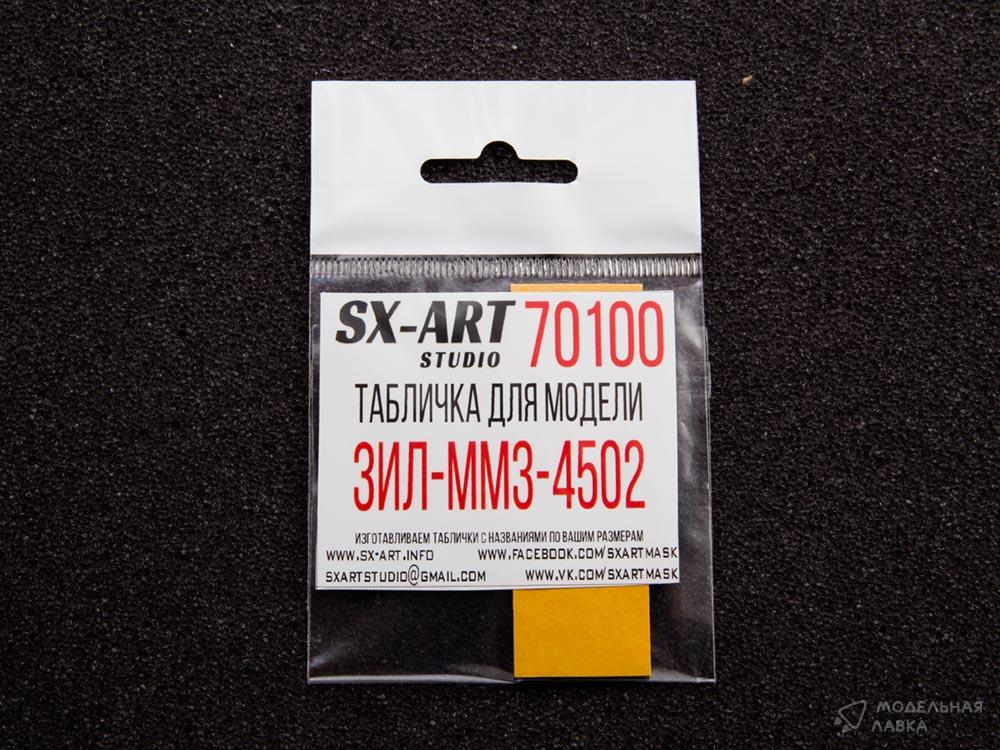 SX-ART 70100
STUDIO
ТАБЛИЧКА ДЛЯ МОДЕЛИ
ЗИЛ-ММЗ-4502
ИЗГОТАВЛИВАЕМ ТАБЛИЧКИ С НАЗВАНИЯМИ ПО ВАШИМ РАЗМЕРАМ
WWW.SX-ART.INFO WWW.FACEBOOK.COM/SXARTMASK
SXARTSTUDIO@GMAIL.COM WWW.VK.COM/SXARTMASK
МОДЕЛЬНАЯ
ЛАВКА